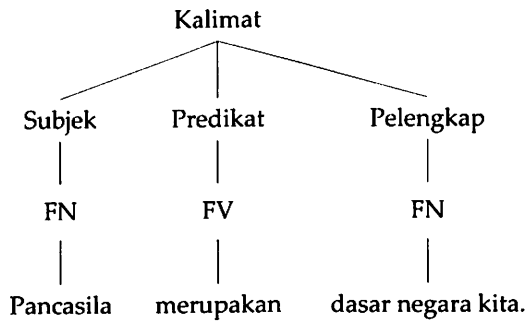 Kalimat
Subjek Predikat Pelengkap
FN FV FN
Pancasila merupakan dasar negara kita.